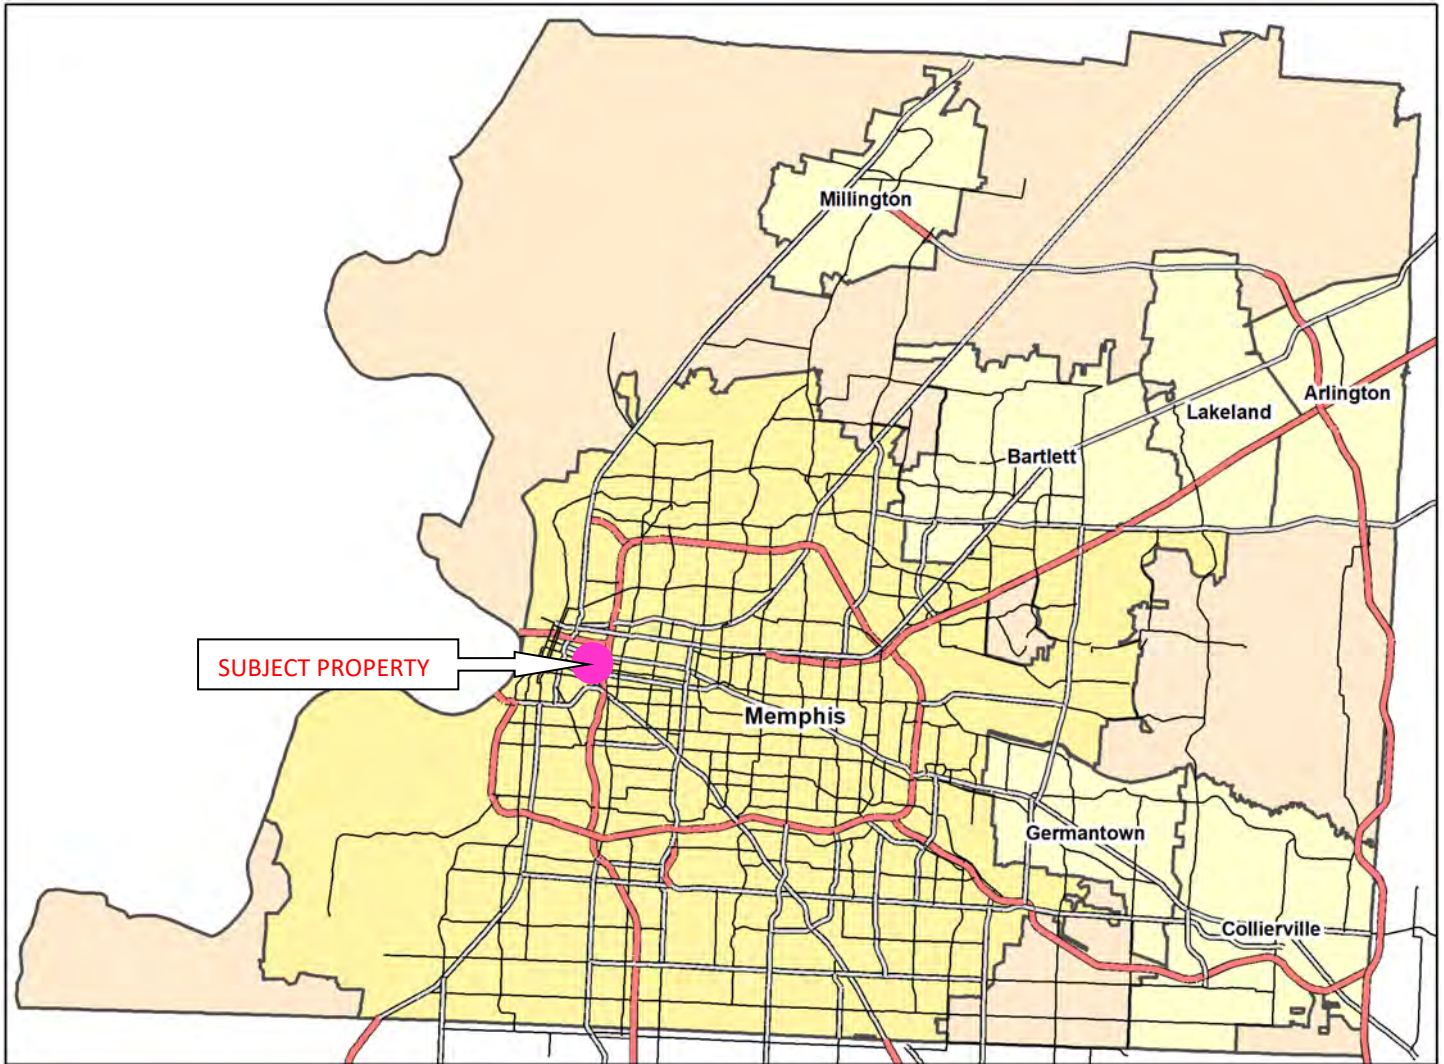 Millington
Arlington
Lakeland
Bartlett
SUBJECT PROPERTY
Memphis
Germantown
Collierville